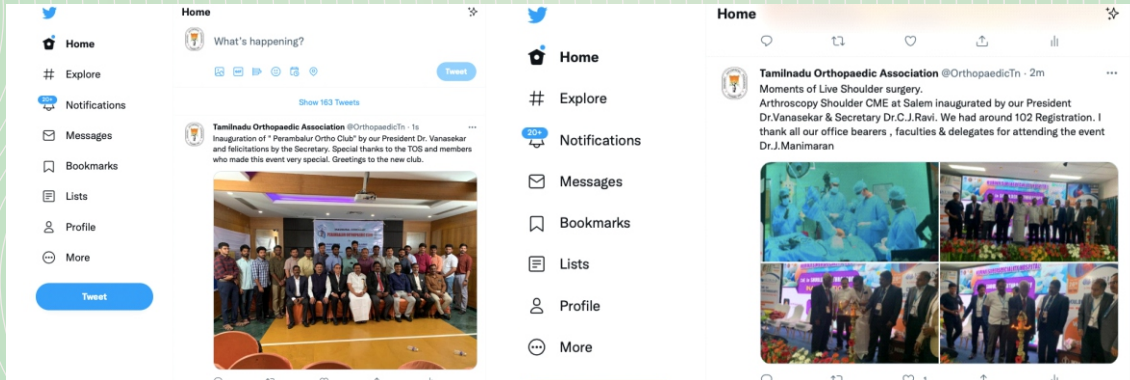 Home
Explore
20+
Notifications
Messages
Bookmarks
Lists
Profile
More
Tweet
Home
What's happening?
Tweet
Show 163 Tweets
Tamilnadu Orthopaedic Association @OrthopaedicTn · 1s
Inauguration of " Perambalur Ortho Club" by our President Dr. Vanasekar
and felicitations by the Secretary. Special thanks to the TOS and members
who made this event very special. Greetings to the new club.
Home
Explore
20+
Notifications
Messages
Bookmarks
Lists
Profile
More
Home
Tamilnadu Orthopaedic Association @OrthopaedicTn · 2m
Moments of Live Shoulder surgery.
Arthroscopy Shoulder CME at Salem inaugurated by our President
Dr.Vanasekar & Secretary Dr.C.J.Ravi. We had around 102 Registration. I
thank all our office bearers , faculties & delegates for attending the event
Dr.J.Manimaran